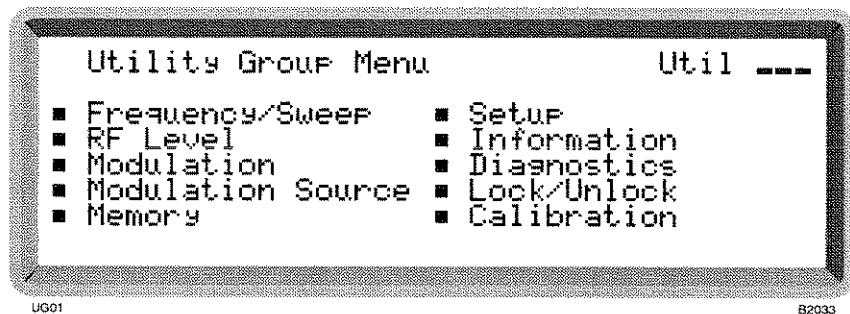 Utility Group Menu Util ___
▪ Frequency/Sweep ▪ Setup
▪ RF Level ▪ Information
▪ Modulation ▪ Diagnostics
▪ Modulation Source ▪ Lock/Unlock
▪ Memory ▪ Calibration
UG01 B2033